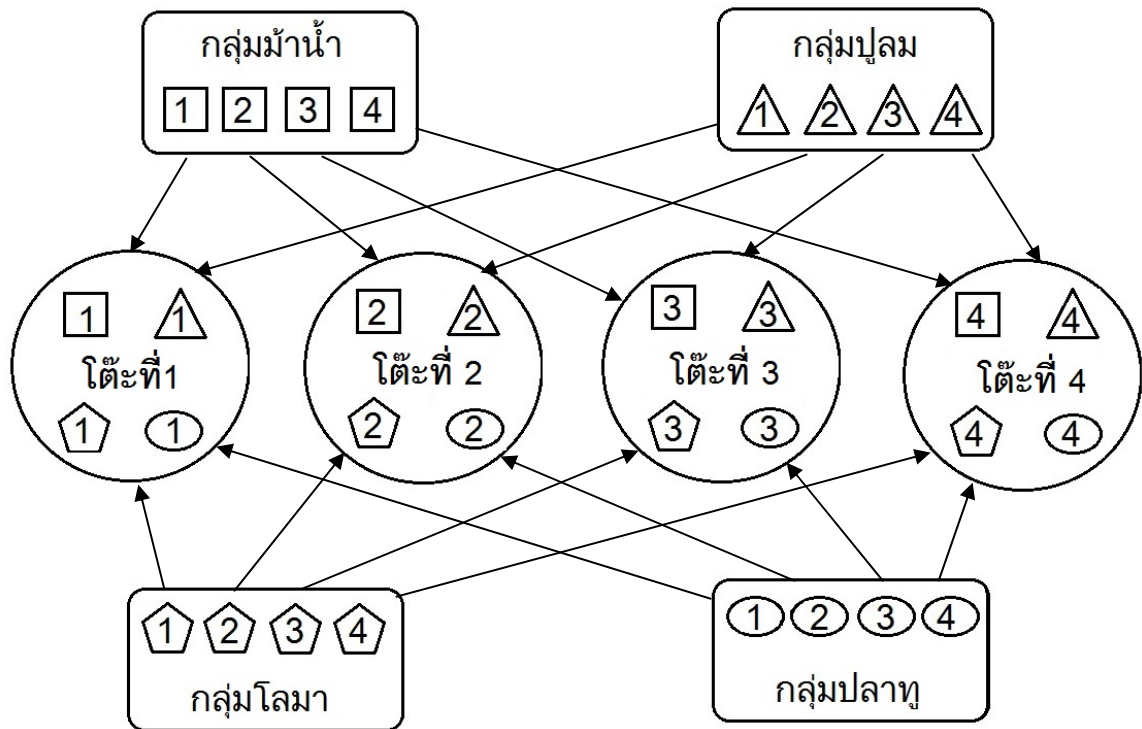 กลุ่มม้าน้ำ
1 2 3 4
กลุ่มปูลม
1 2 3 4
1 1
โต๊ะที่1
1 1
2 2
โต๊ะที่ 2
2 2
3 3
โต๊ะที่ 3
3 3
4 4
โต๊ะที่ 4
4 4
1 2 3 4
กลุ่มโลมา
1 2 3 4
กลุ่มปลาทู